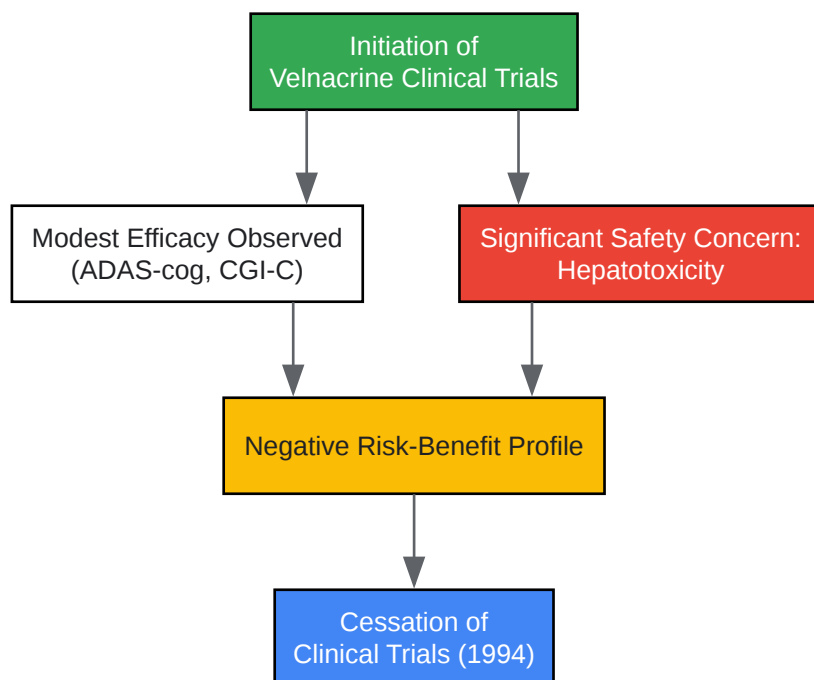 Initiation of
Velnacrine Clinical Trials
Modest Efficacy Observed
(ADAS-cog, CGI-C)
Significant Safety Concern:
Hepatotoxicity
Negative Risk-Benefit Profile
Cessation of
Clinical Trials (1994)